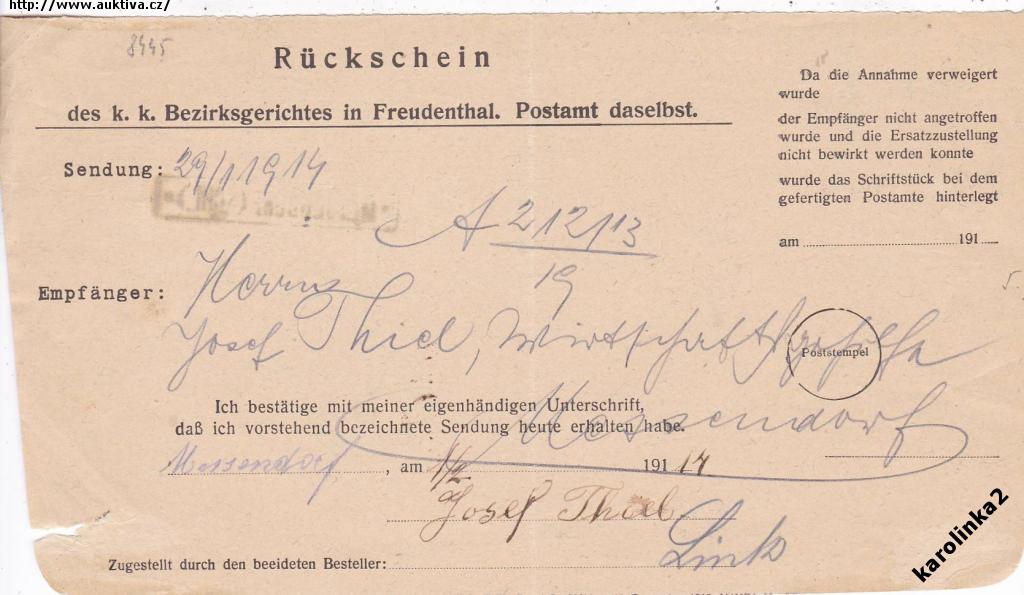 http://www.auktiva.cz/
8445
Rückschein
des k. k. Bezirksgerichtes in Freudenthal. Postamt daselbst.
Da die Annahme verweigert
wurde
der Empfänger nicht angetroffen
wurde und die Ersatzzustellung
nicht bewirkt werden konnte
wurde das Schriftstück bei dem
gefertigten Postamte hinterlegt
am 191
Sendung: 29/1 1914
A 212/13
19
Empfänger: Herrn
Josef Thiel, Wirtschaftsgehilfe
Poststempel
Messendorf
Ich bestätige mit meiner eigenhändigen Unterschrift,
daß ich vorstehend bezeichnete Sendung heute erhalten habe.
Messendorf, am 1/2 191 14
Josef Thiel
Zugestellt durch den beeideten Besteller: Link
karolinka2